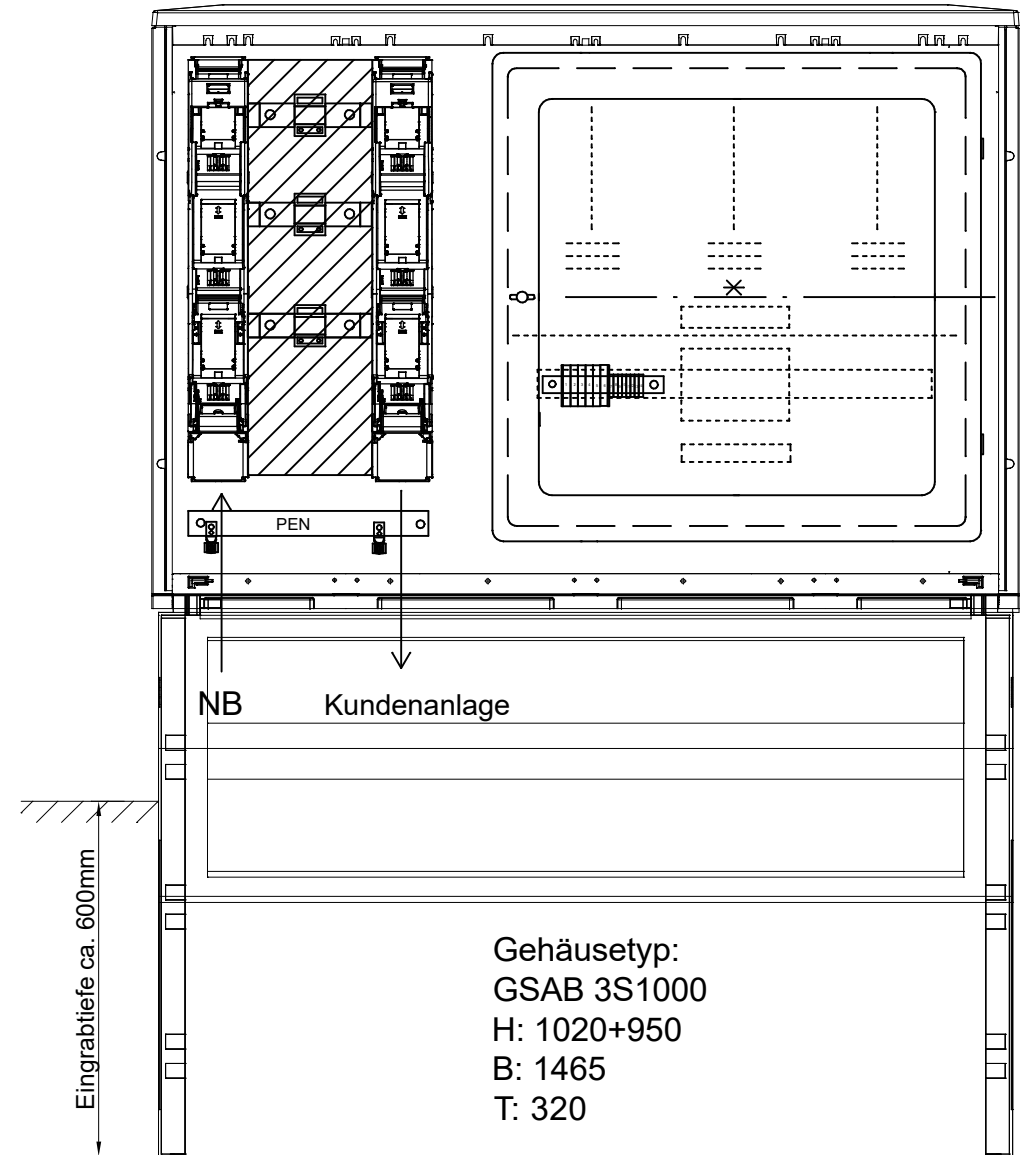 PEN
NB
Kundenanlage
Eingrabtiefe ca. 600mm
Gehäusetyp:
GSAB 3S1000
H: 1020+950
B: 1465
T: 320